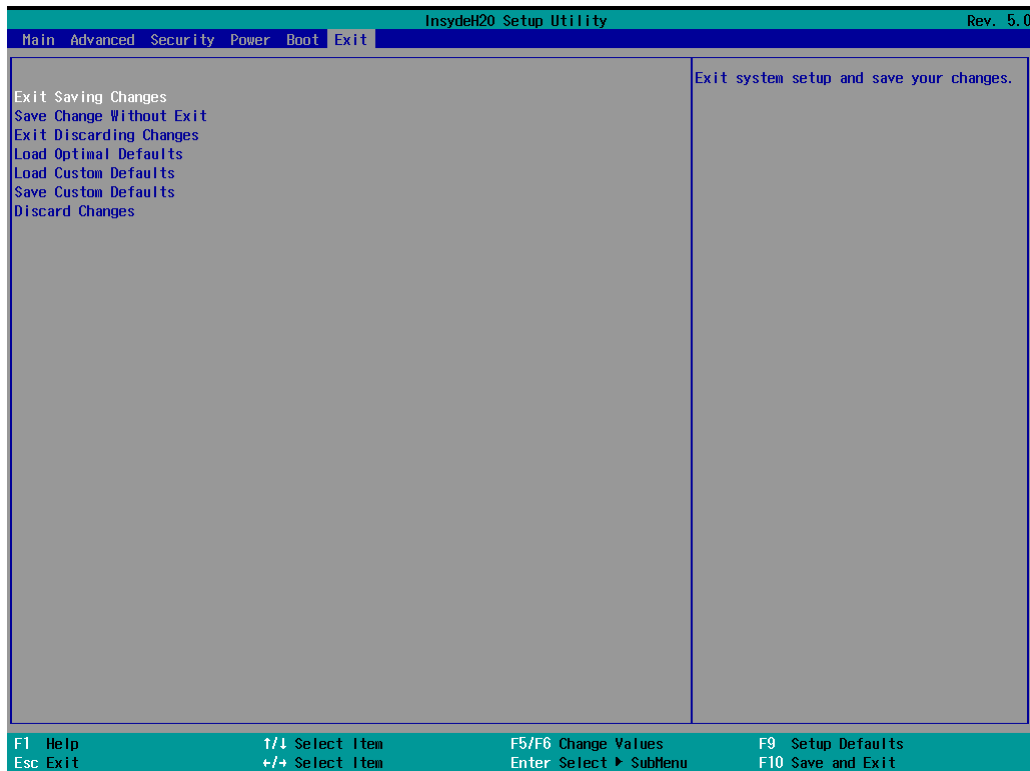 InsydeH20 Setup Utility Rev. 5.0
Main Advanced Security Power Boot Exit
Exit system setup and save your changes.
Exit Saving Changes
Save Change Without Exit
Exit Discarding Changes
Load Optimal Defaults
Load Custom Defaults
Save Custom Defaults
Discard Changes
F1 Help ↑/↓ Select Item F5/F6 Change Values F9 Setup Defaults
Esc Exit ←/→ Select Item Enter Select ▶ SubMenu F10 Save and Exit